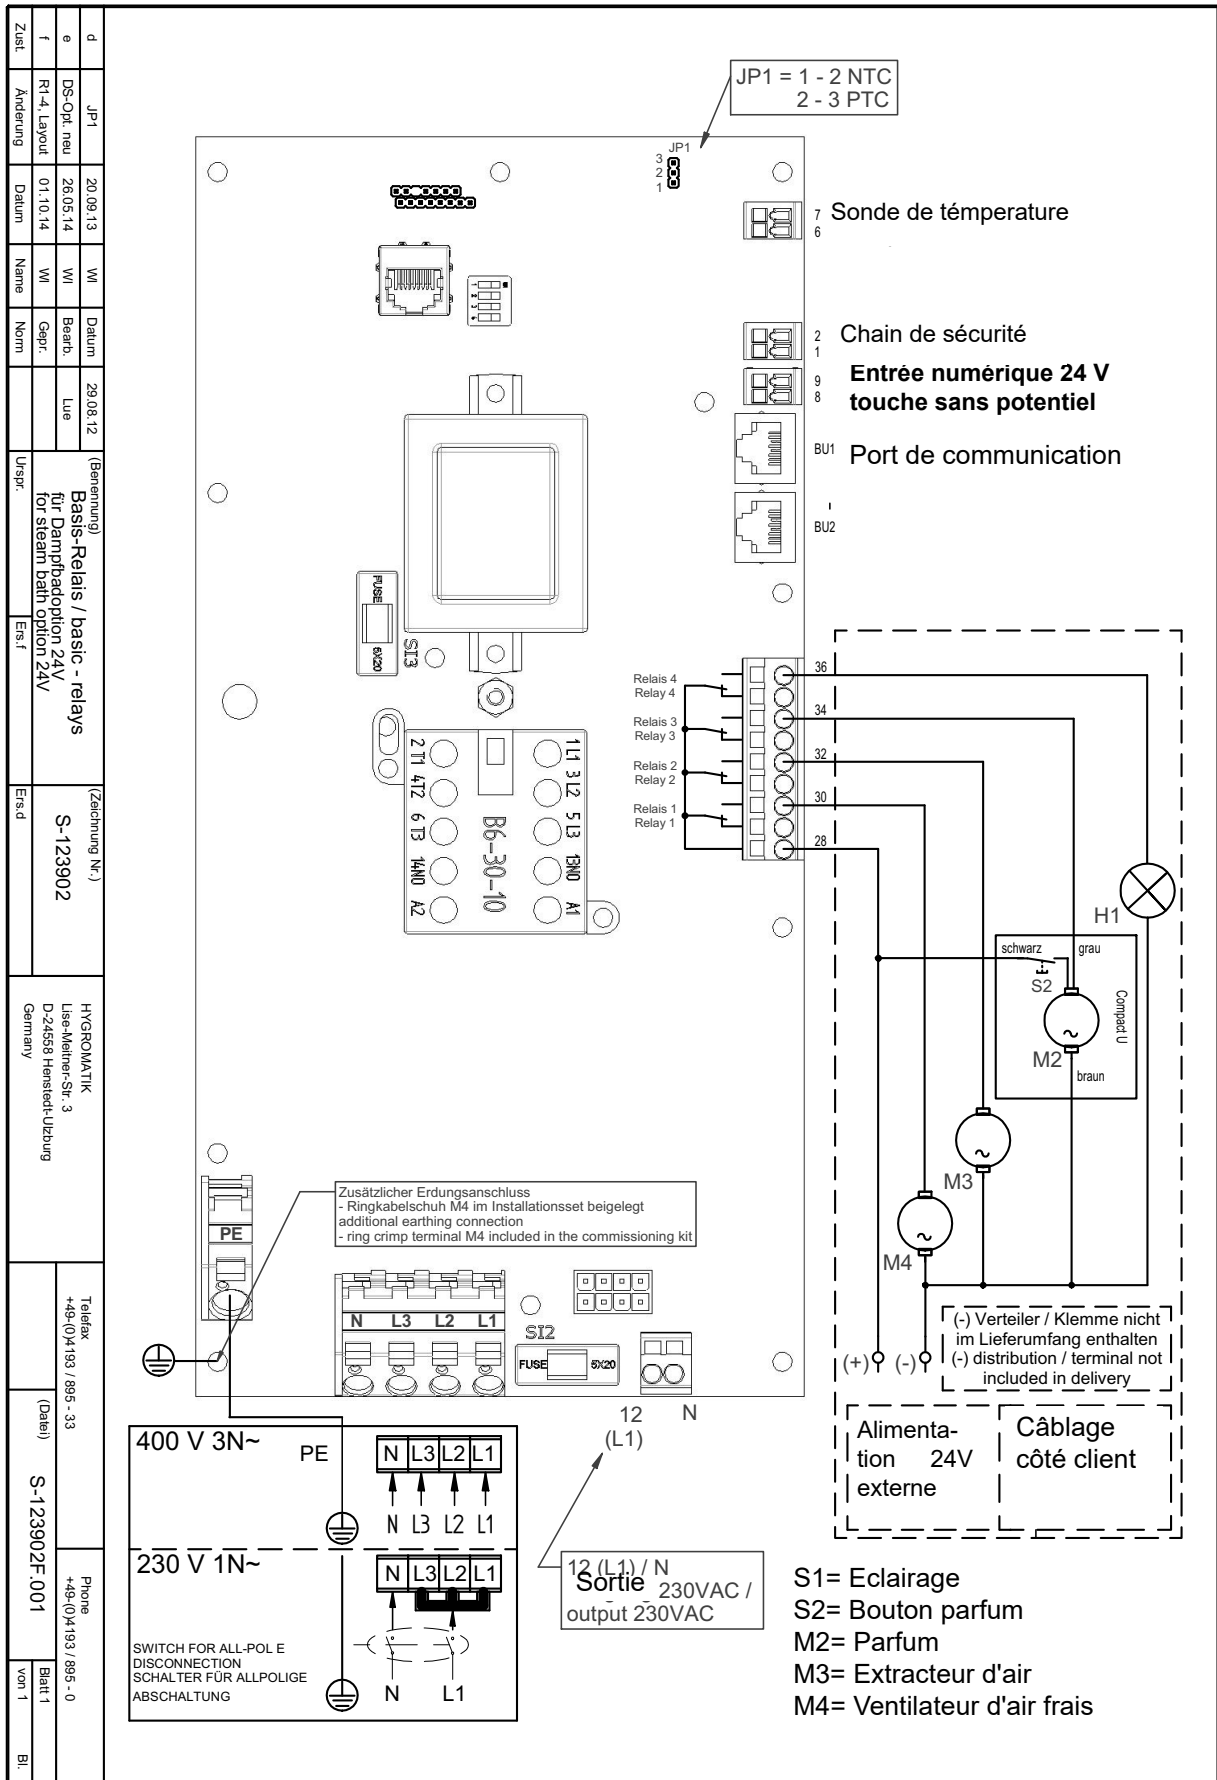 JP1 = 1 - 2 NTC
2 - 3 PTC
JP1
3
2
1
7
6
Sonde de témperature
2
1
Chain de sécurité
9
8
Entrée numérique 24 V
touche sans potentiel
BU1
Port de communication
BU2
FUSE
5X20
SI3
Relais 4
Relay 4
Relais 3
Relay 3
Relais 2
Relay 2
Relais 1
Relay 1
36
34
32
30
28
2 T1 4T2 6 T3 14NO A2
B6-30-10
1L1 3 L2 5 L3 13NO A1
H1
schwarz
grau
S2
Compact U
M2
braun
M3
M4
Zusätzlicher Erdungsanschluss
- Ringkabelschuh M4 im Installationsset beigelegt
additional earthing connection
- ring crimp terminal M4 included in the commissioning kit
PE
N L3 L2 L1
SI2
FUSE
5X20
12
(L1)
N
(+)
(-)
(-) Verteiler / Klemme nicht
im Lieferumfang enthalten
(-) distribution / terminal not
included in delivery
Alimenta-
tion 24V
externe
Câblage
côté client
400 V 3N~
PE
N L3 L2 L1
N L3 L2 L1
230 V 1N~
N L3 L2 L1
SWITCH FOR ALL-POL E
DISCONNECTION
SCHALTER FÜR ALLPOLIGE
ABSCHALTUNG
N L1
12 (L1) / N
Sortie 230VAC /
output 230VAC
S1= Eclairage
S2= Bouton parfum
M2= Parfum
M3= Extracteur d'air
M4= Ventilateur d'air frais
d JP1 20.09.13 WI Datum 29.08.12
e DS-Opt. neu 26.05.14 WI Bearb. Lue
f R1-4, Layout 01.10.14 WI Gepr.
Zust. Änderung Datum Name Norm
(Benennung)
Basis-Relais / basic - relays
für Dampfbadoption 24V
for steam bath option 24V
Urspr.
Ers.f
(Zeichnung Nr.)
S-123902
Ers.d
HYGROMATIK
Lise-Meitner-Str. 3
D-24558 Henstedt-Ulzburg
Germany
Telefax
+49-(0)4193 / 895 - 33
Phone
+49-(0)4193 / 895 - 0
(Datei)
S-123902F.001
Blatt 1
von 1
Bl.